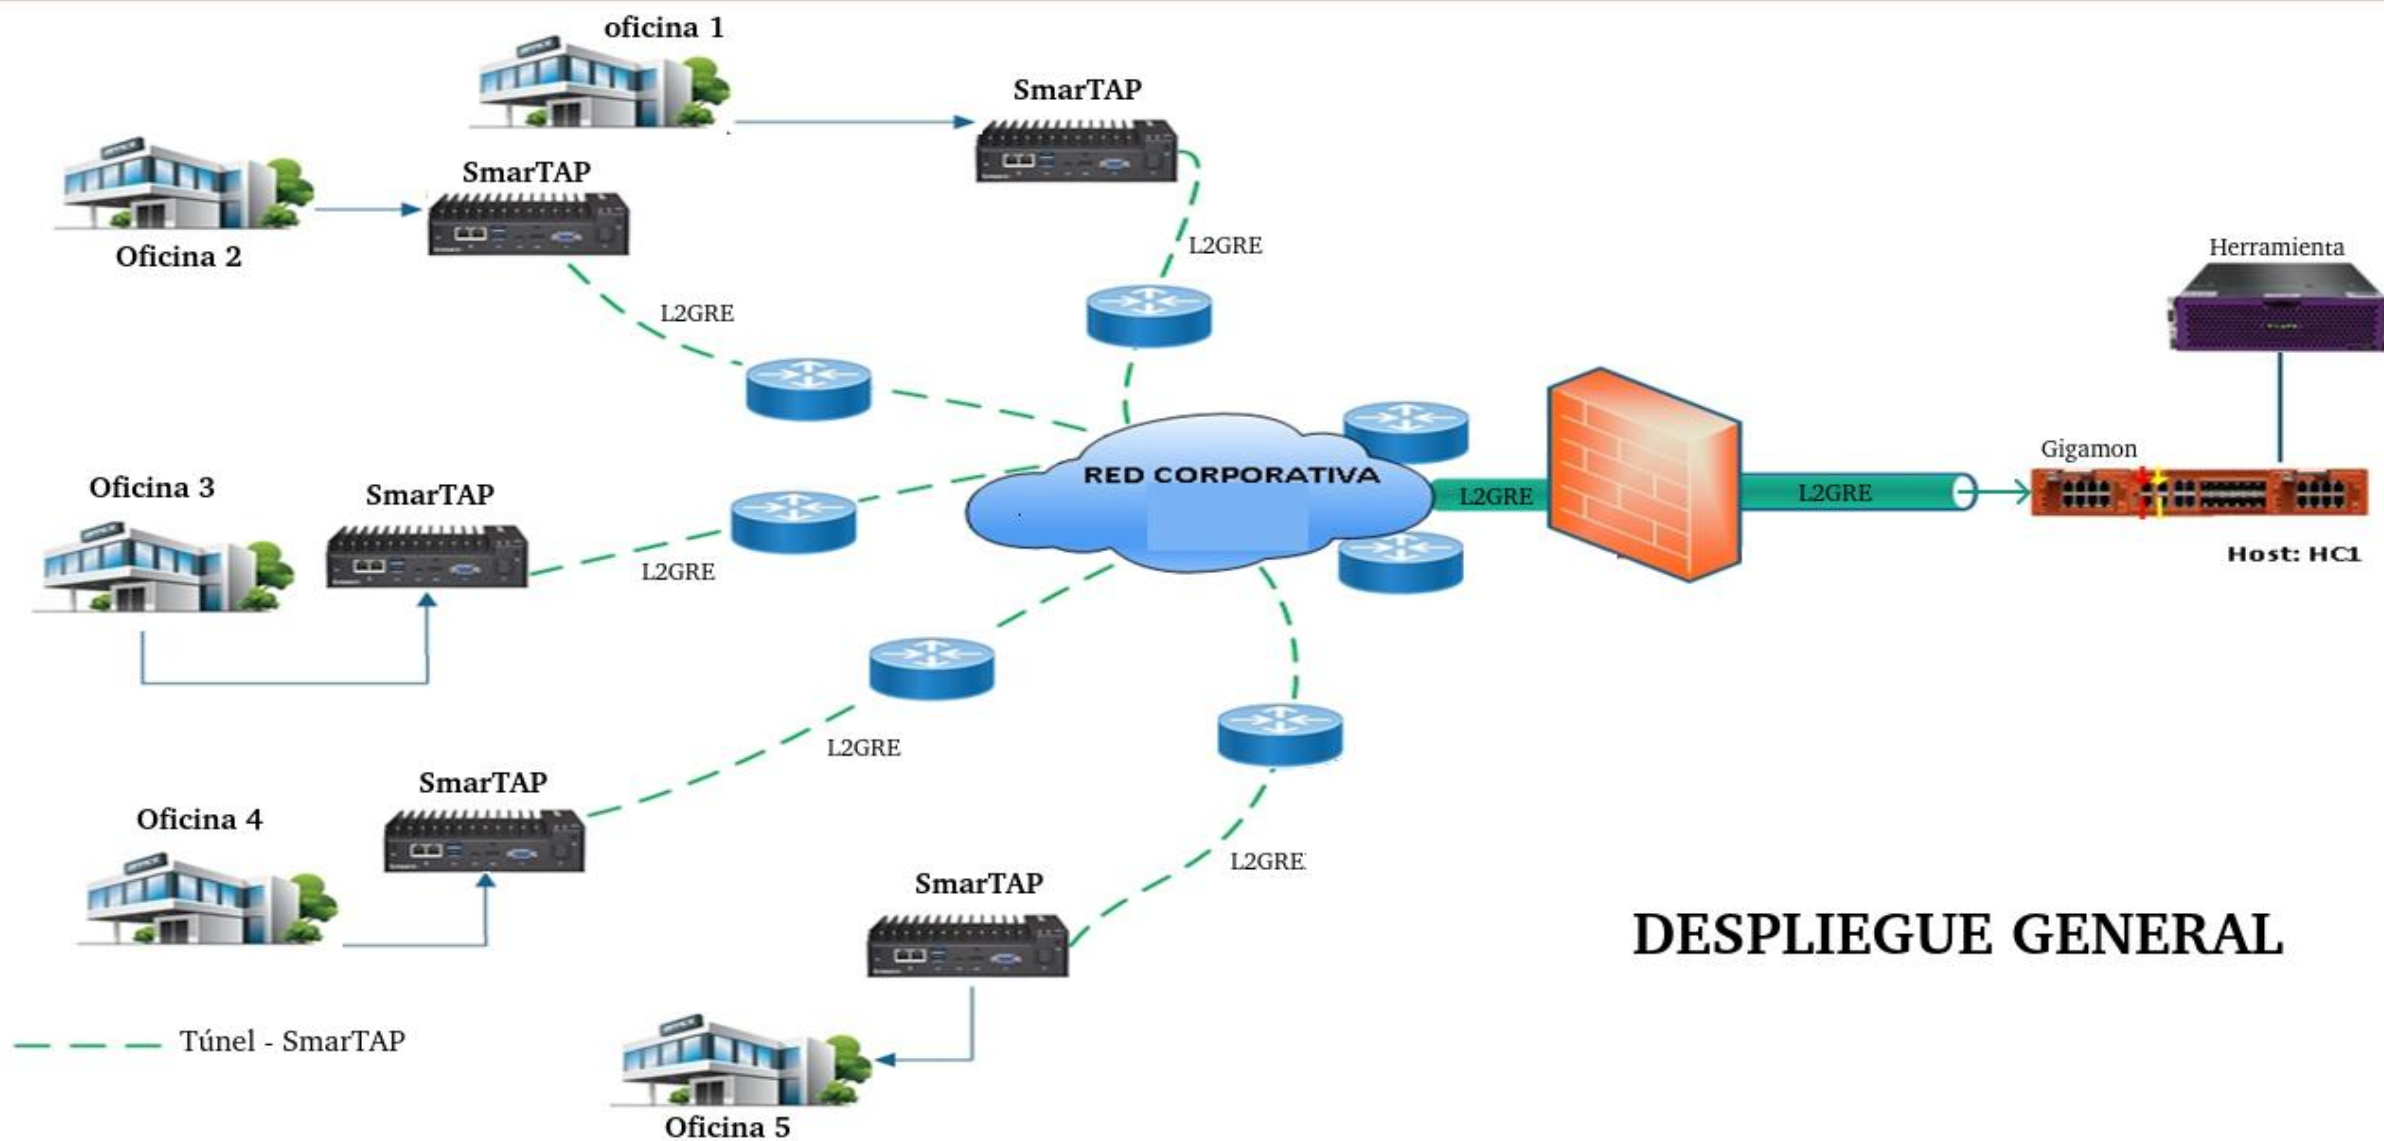 oficina 1
SmarTAP
SmarTAP
Oficina 2
L2GRE
L2GRE
Herramienta
Gigamon
RED CORPORATIVA
L2GRE
L2GRE
Host: HC1
Oficina 3
SmarTAP
L2GRE
L2GRE
SmarTAP
Oficina 4
L2GRE
SmarTAP
DESPLIEGUE GENERAL
Túnel - SmarTAP
Oficina 5